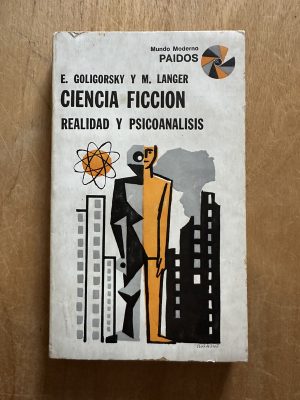 Mundo Moderno
PAIDOS
E. GOLIGORSKY Y M. LANGER
CIENCIA FICCION
REALIDAD Y PSICOANALISIS